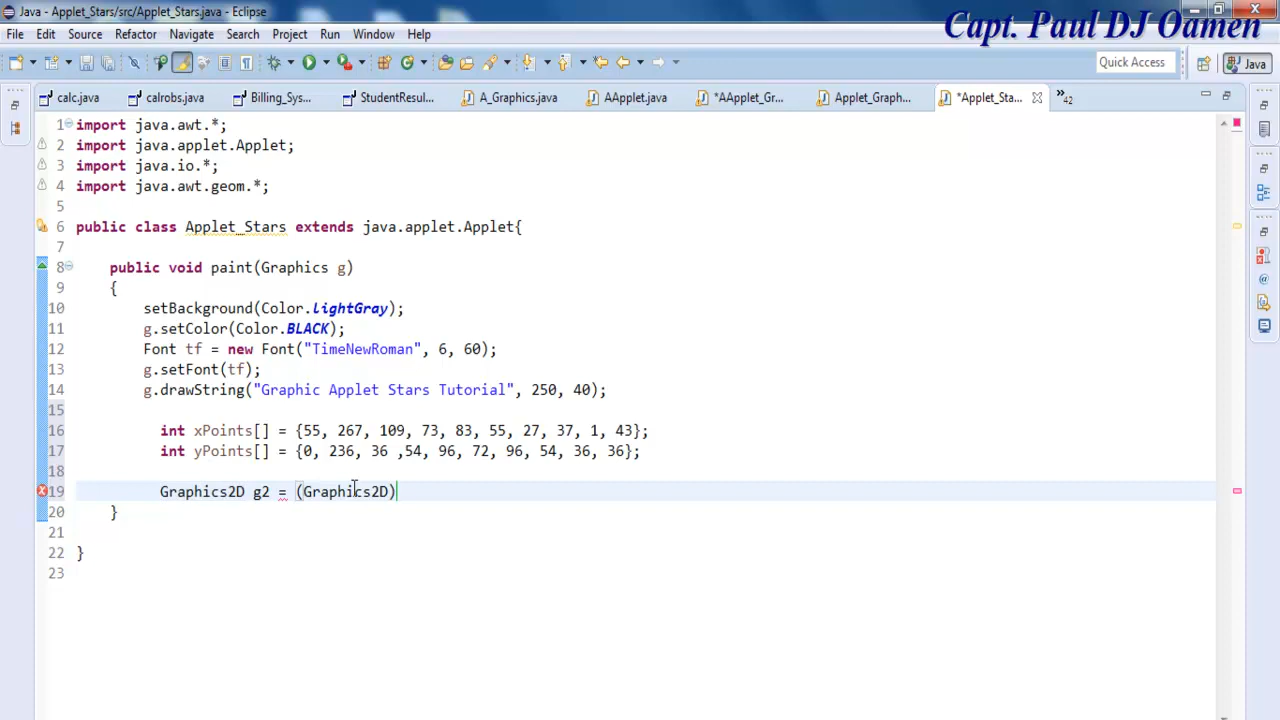 Java - Applet_Stars/src/Applet_Stars.java - Eclipse
Capt. Paul DJ Oamen
File Edit Source Refactor Navigate Search Project Run Window Help
Quick Access Java
calc.java calrobs.java Billing_Sys... StudentResul... A_Graphics.java AApplet.java *AApplet_Gr... Applet_Graph... *Applet_Sta... »42
1 import java.awt.*;
2 import java.applet.Applet;
3 import java.io.*;
4 import java.awt.geom.*;
5
6 public class Applet_Stars extends java.applet.Applet{
7
8 public void paint(Graphics g)
9 {
10 setBackground(Color.lightGray);
11 g.setColor(Color.BLACK);
12 Font tf = new Font("TimeNewRoman", 6, 60);
13 g.setFont(tf);
14 g.drawString("Graphic Applet Stars Tutorial", 250, 40);
15
16 int xPoints[] = {55, 267, 109, 73, 83, 55, 27, 37, 1, 43};
17 int yPoints[] = {0, 236, 36 ,54, 96, 72, 96, 54, 36, 36};
18
19 Graphics2D g2 = (Graphics2D)
20 }
21
22 }
23